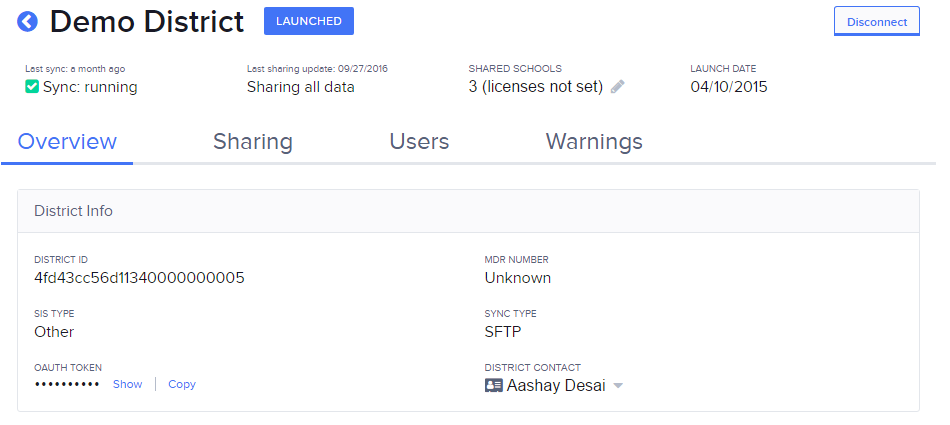 Demo District
LAUNCHED
Disconnect
Last sync: a month ago
Sync: running
Last sharing update: 09/27/2016
Sharing all data
SHARED SCHOOLS
3 (licenses not set)
LAUNCH DATE
04/10/2015
Overview
Sharing
Users
Warnings
District Info
DISTRICT ID
4fd43cc56d11340000000005
MDR NUMBER
Unknown
SIS TYPE
Other
SYNC TYPE
SFTP
OAUTH TOKEN
•••••••••• Show | Copy
DISTRICT CONTACT
Aashay Desai